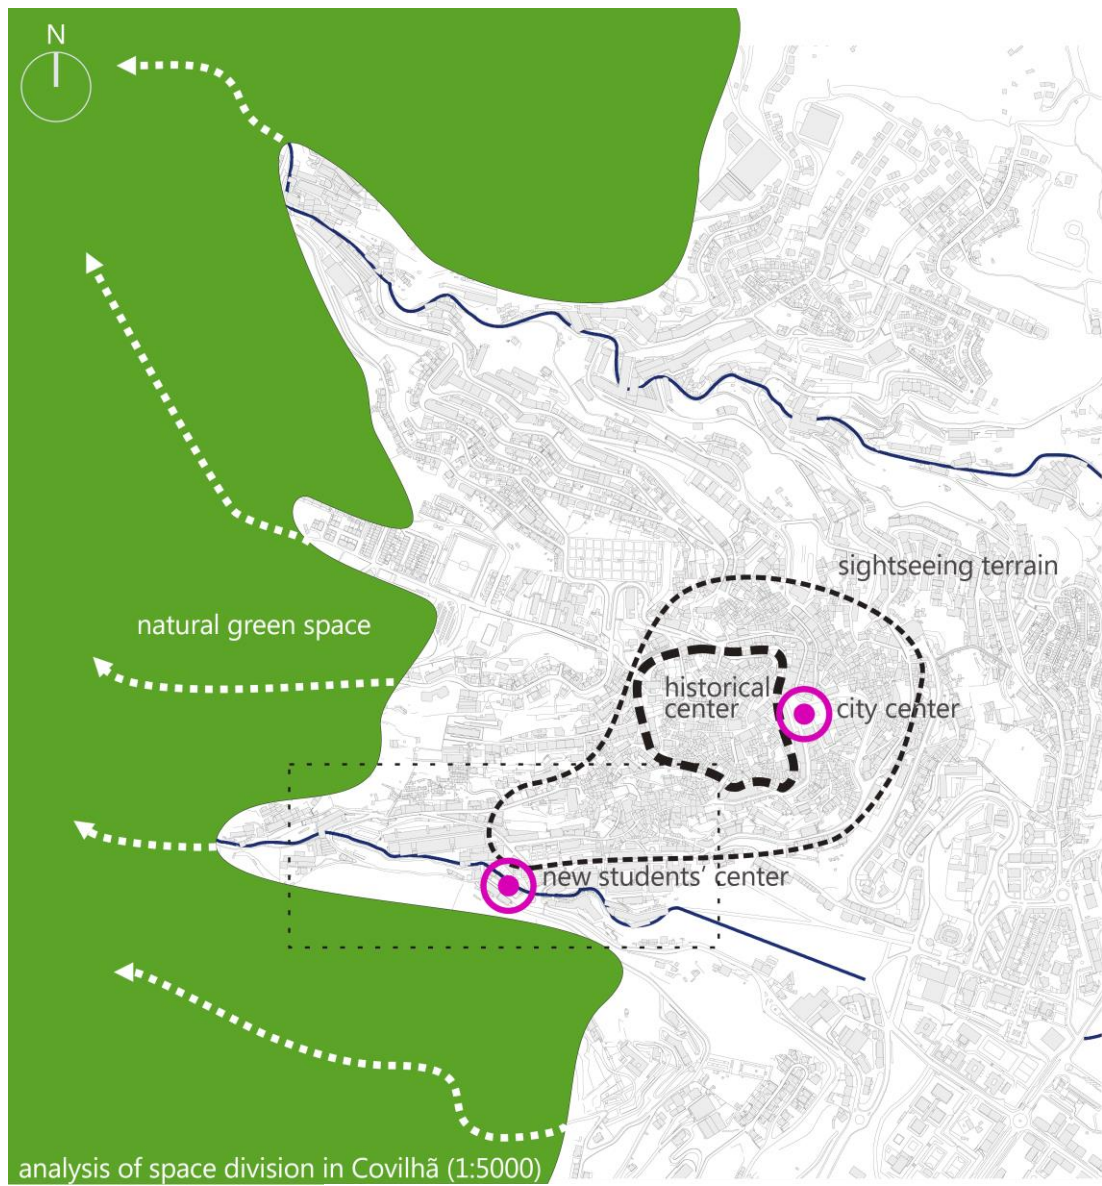 N
sightseeing terrain
natural green space
historical
center
city center
new students' center
analysis of space division in Covilhã (1:5000)